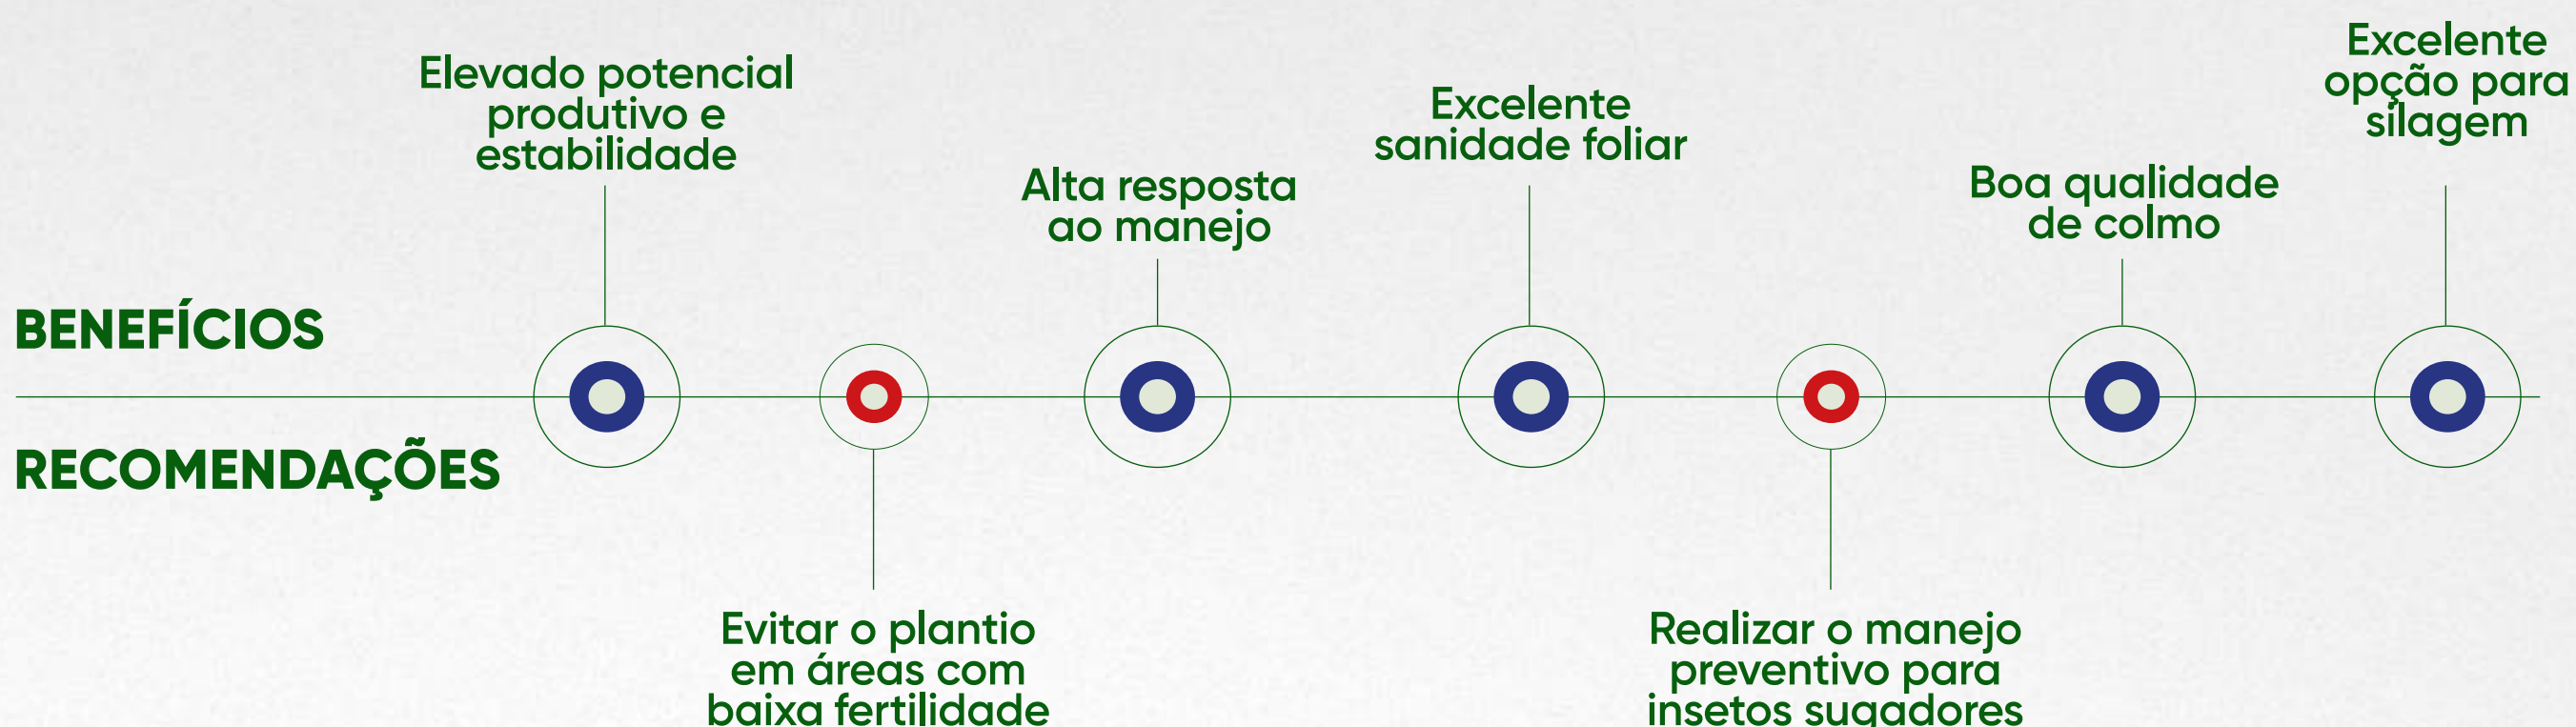 BENEFÍCIOS
Elevado potencial
produtivo e
estabilidade
Alta resposta
ao manejo
Excelente
sanidade foliar
Boa qualidade
de colmo
Excelente
opção para
silagem
RECOMENDAÇÕES
Evitar o plantio
em áreas com
baixa fertilidade
Realizar o manejo
preventivo para
insetos sugadores